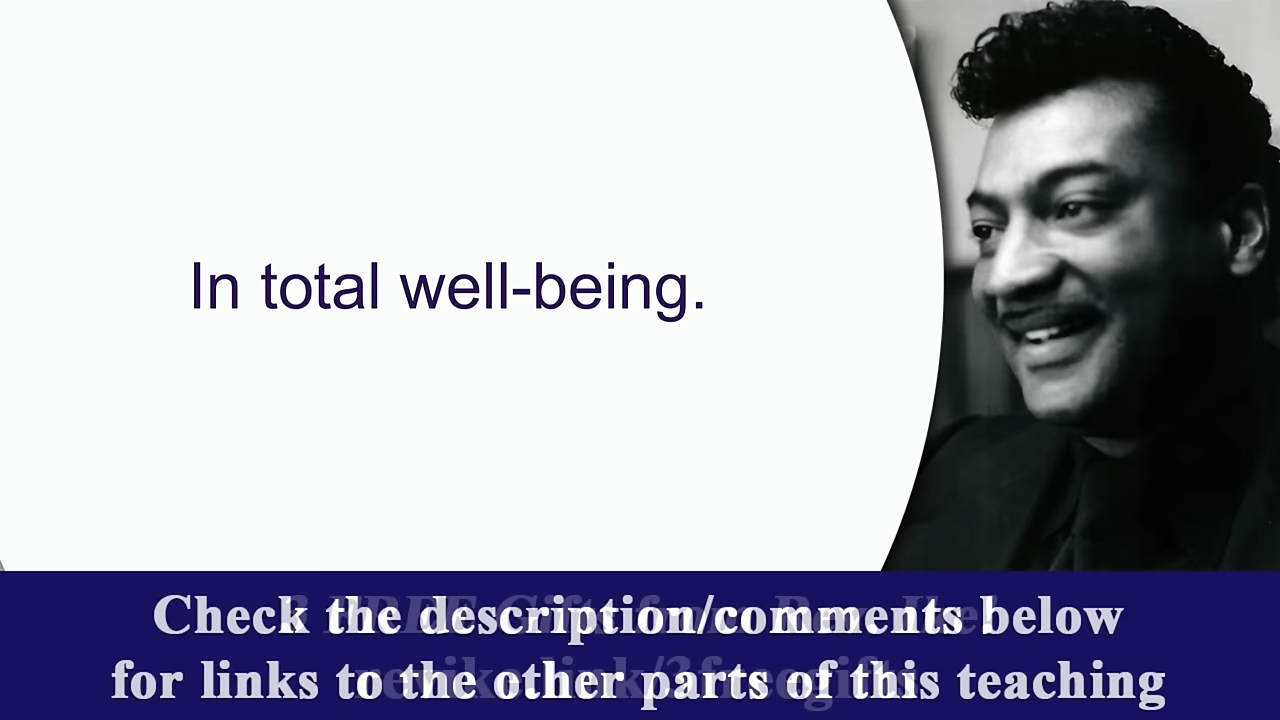 In total well-being.
Check the description/comments below
for links to the other parts of this teaching